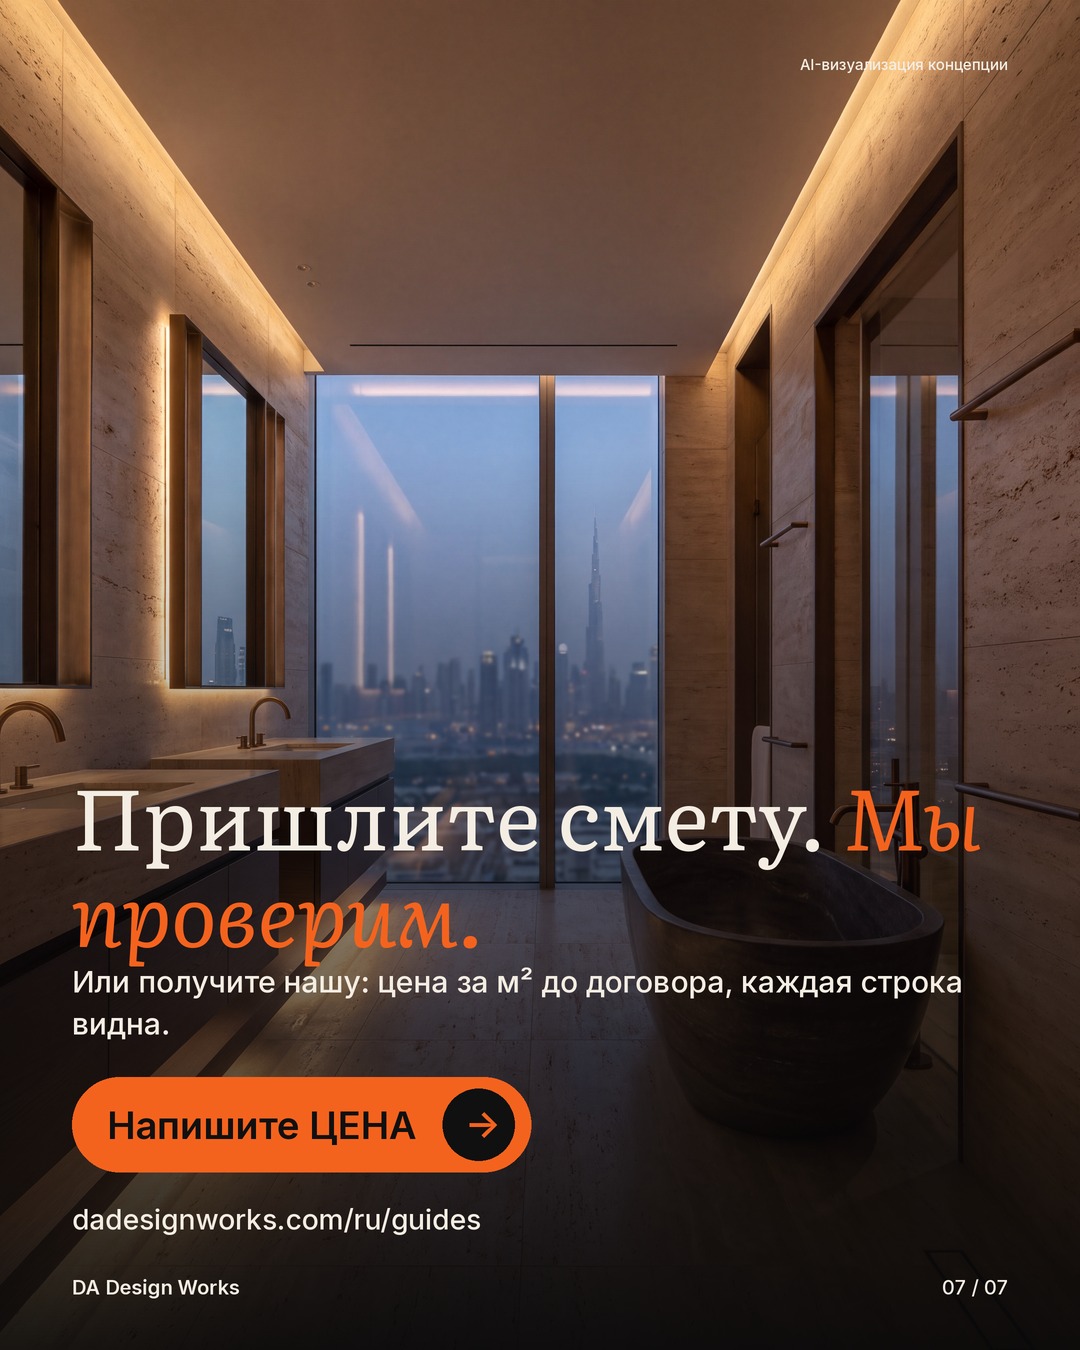 AI-визуализация концепции
Пришлите смету. Мы
проверим.
Или получите нашу: цена за м² до договора, каждая строка
видна.
Напишите ЦЕНА
dadesignworks.com/ru/guides
DA Design Works
07 / 07